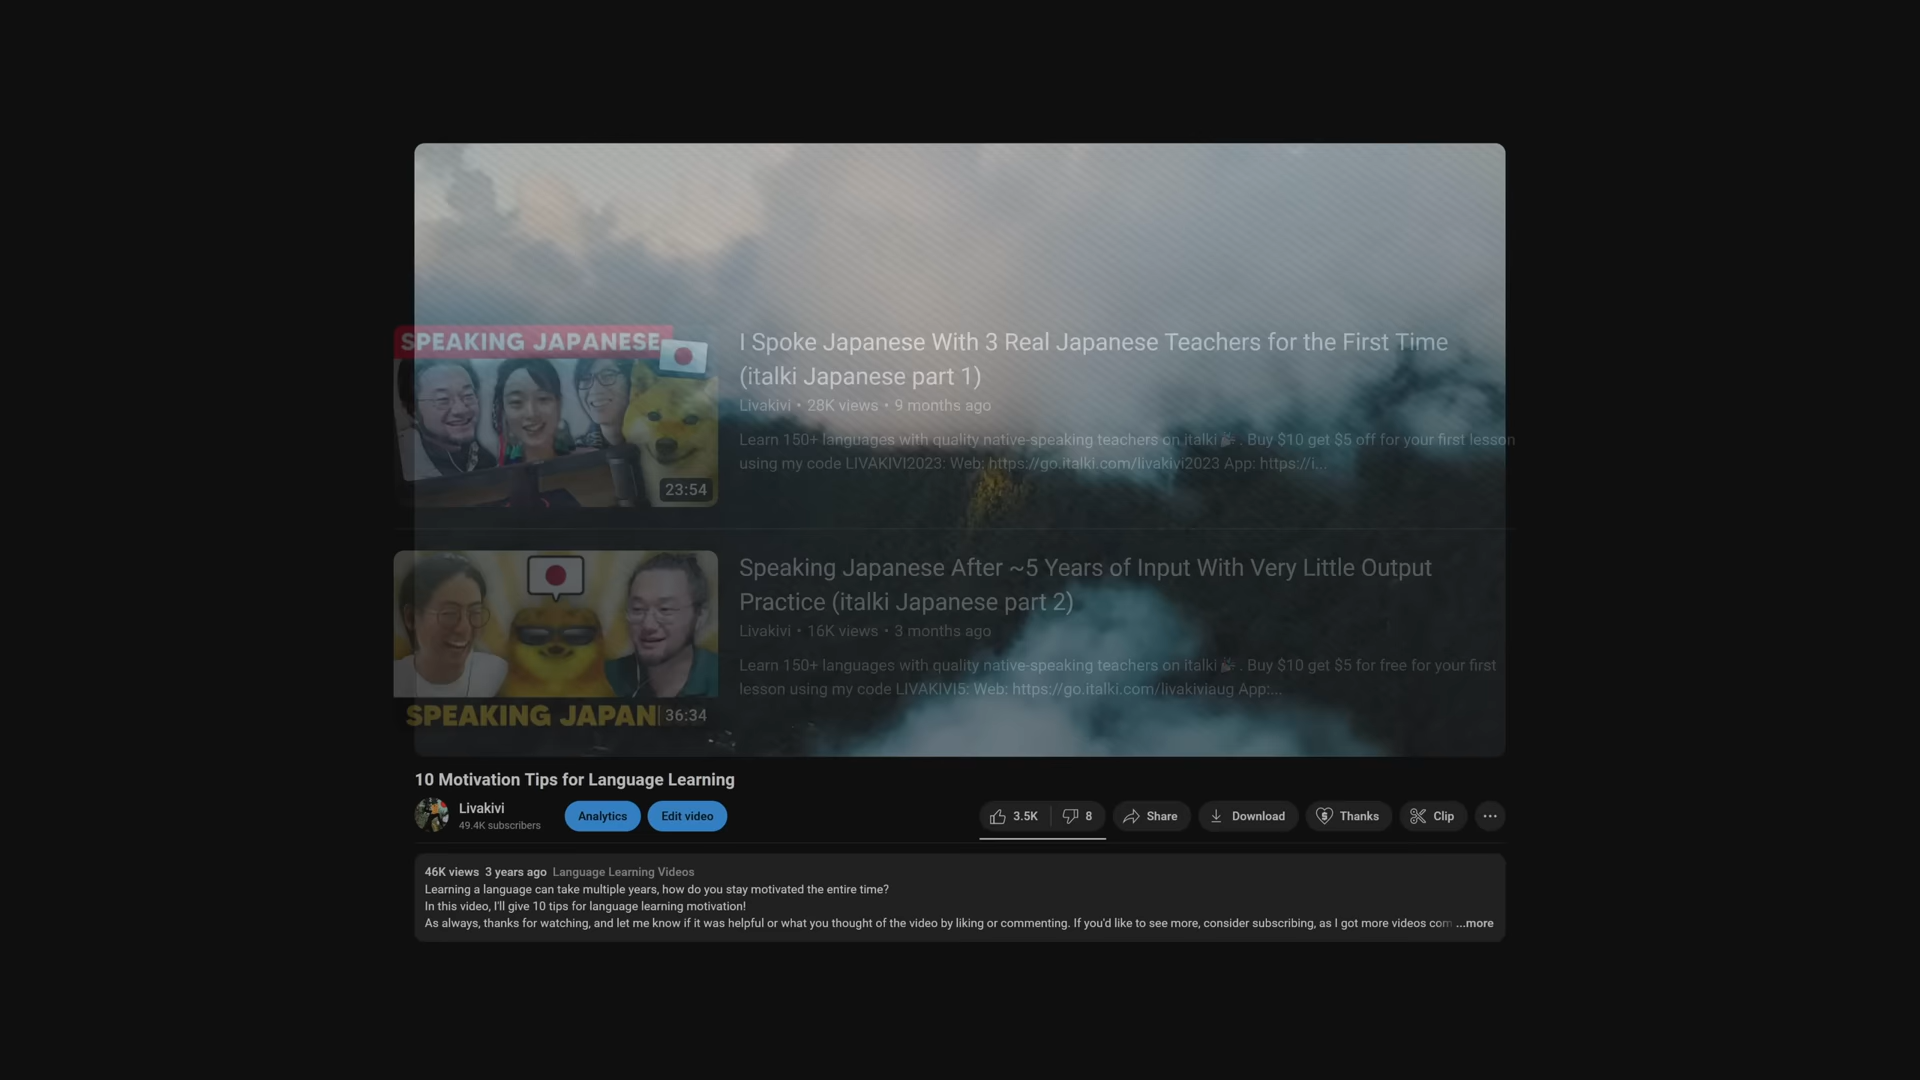 SPEAKING JAPANESE
23:54
I Spoke Japanese With 3 Real Japanese Teachers for the First Time
(italki Japanese part 1)
Livakivi • 28K views • 9 months ago
Learn 150+ languages with quality native-speaking teachers on italki🎉. Buy $10 get $5 off for your first lesson
using my code LIVAKIVI2023: Web: https://go.italki.com/livakivi2023 App: https://i...
SPEAKING JAPAN
36:34
Speaking Japanese After ~5 Years of Input With Very Little Output
Practice (italki Japanese part 2)
Livakivi • 16K views • 3 months ago
Learn 150+ languages with quality native-speaking teachers on italki🎉. Buy $10 get $5 for free for your first
lesson using my code LIVAKIVI5: Web: https://go.italki.com/livakiviaug App:...
10 Motivation Tips for Language Learning
Livakivi
49.4K subscribers
Analytics
Edit video
3.5K
8
Share
Download
Thanks
Clip
46K views 3 years ago Language Learning Videos
Learning a language can take multiple years, how do you stay motivated the entire time?
In this video, I'll give 10 tips for language learning motivation!
As always, thanks for watching, and let me know if it was helpful or what you thought of the video by liking or commenting. If you'd like to see more, consider subscribing, as I got more videos com ...more